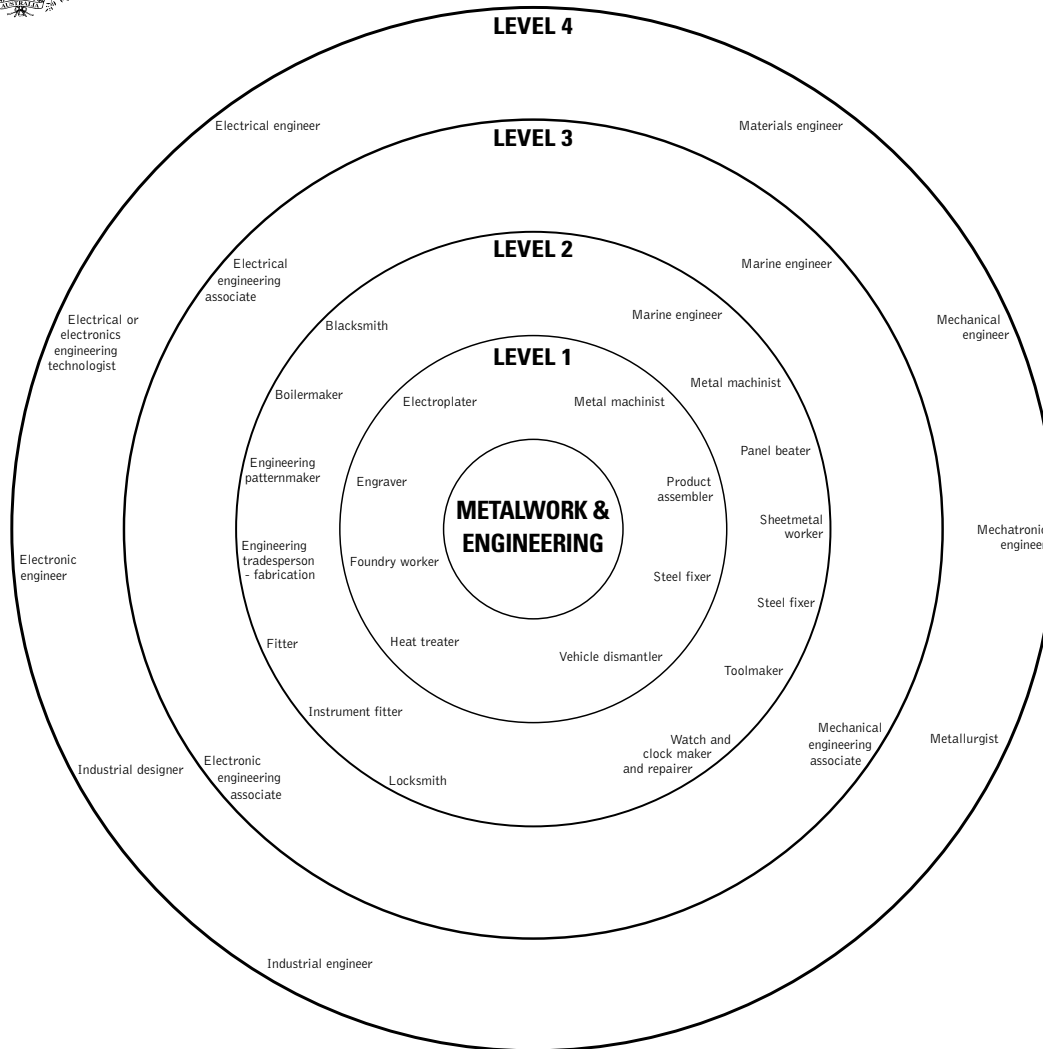 AUSTRALIA
LEVEL 4
Electrical engineer
Materials engineer
LEVEL 3
LEVEL 2
Electrical
engineering
associate
Marine engineer
Electrical or
electronics
engineering
technologist
Blacksmith
Marine engineer
Mechanical
engineer
LEVEL 1
Boilermaker
Electroplater
Metal machinist
Metal machinist
Engineering
patternmaker
Engraver
Product
assembler
Panel beater
METALWORK &
ENGINEERING
Sheetmetal
worker
Mechatronic
engineer
Electronic
engineer
Engineering
tradesperson
- fabrication
Foundry worker
Steel fixer
Steel fixer
Fitter
Heat treater
Vehicle dismantler
Toolmaker
Instrument fitter
Watch and
clock maker
and repairer
Mechanical
engineering
associate
Metallurgist
Industrial designer
Electronic
engineering
associate
Locksmith
Industrial engineer